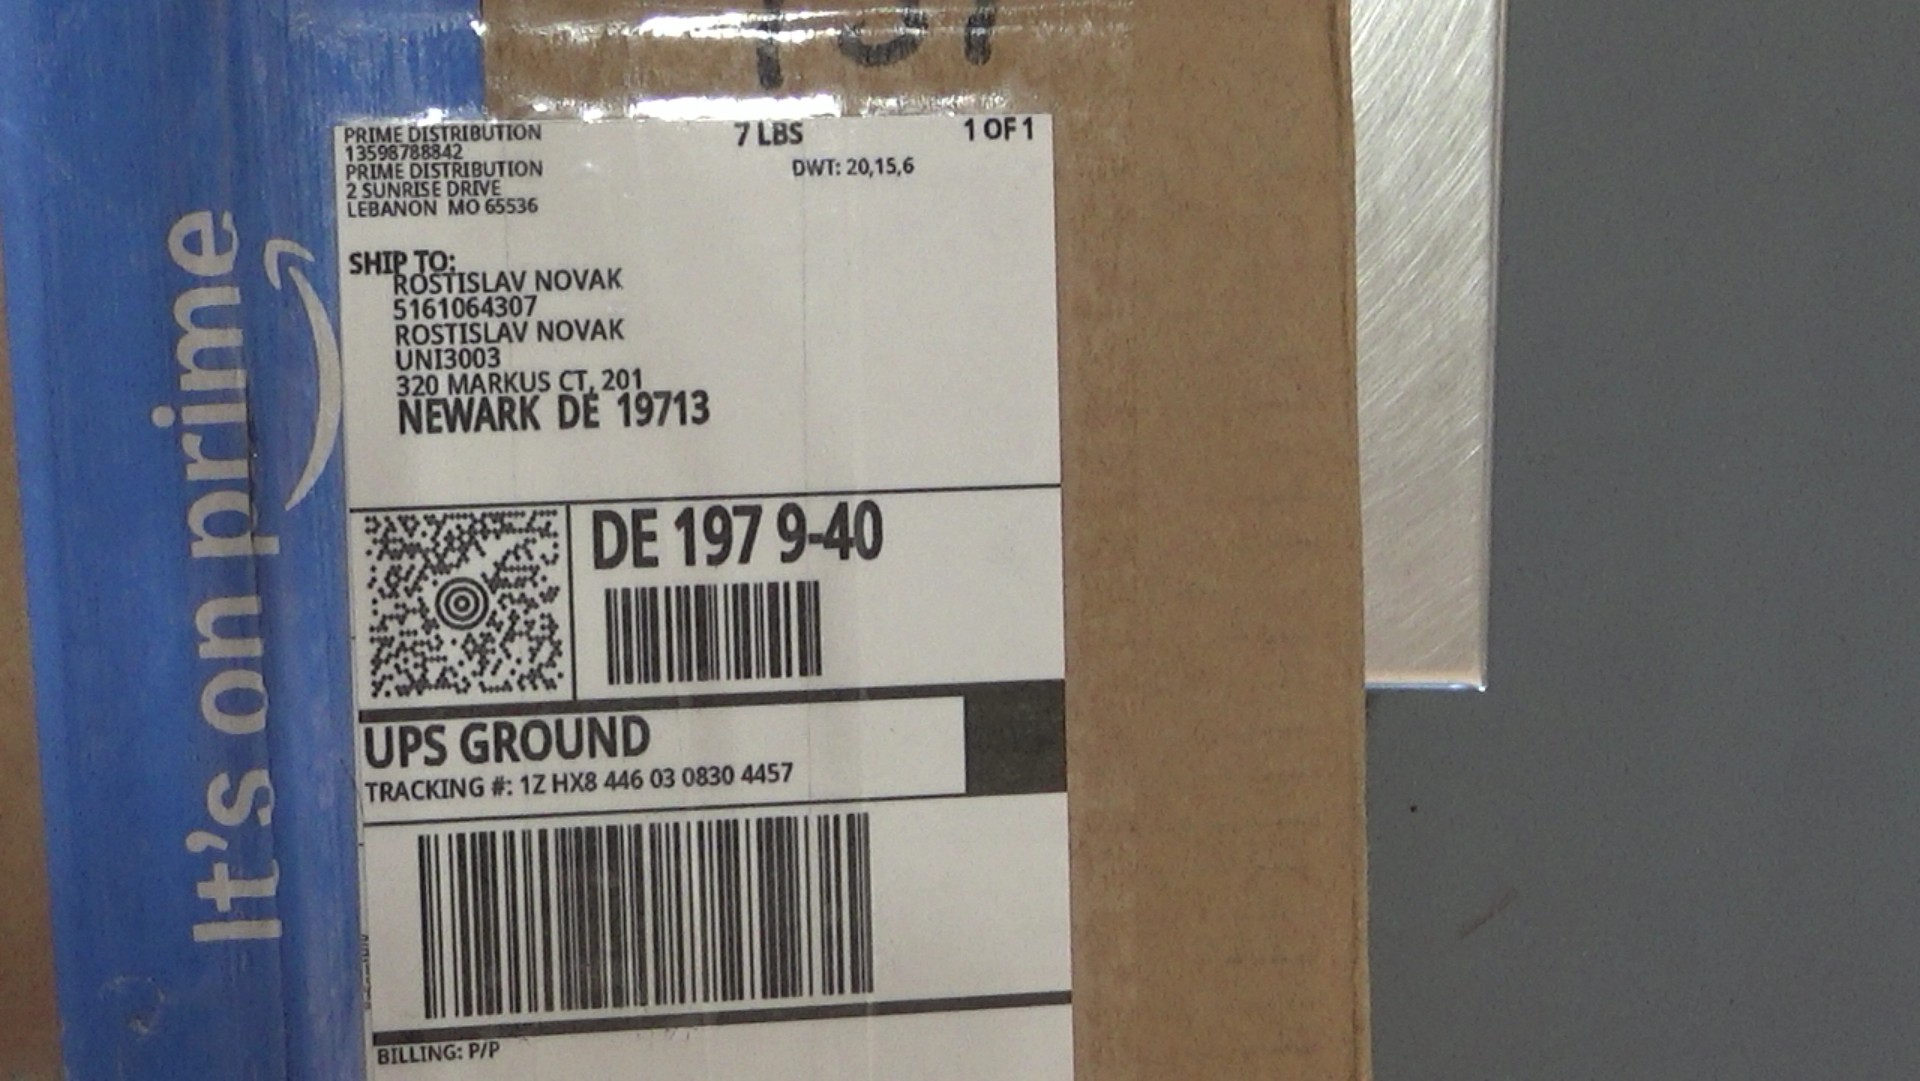 PRIME DISTRIBUTION
13598788842
PRIME DISTRIBUTION
2 SUNRISE DRIVE
LEBANON MO 65536
7 LBS
1 OF 1
DWT: 20,15,6
SHIP TO:
ROSTISLAV NOVAK
5161064307
ROSTISLAV NOVAK
UNI3003
320 MARKUS CT, 201
NEWARK DE 19713
DE 197 9-40
UPS GROUND
TRACKING #: 1Z HX8 446 03 0830 4457
BILLING: P/P
It's on prime